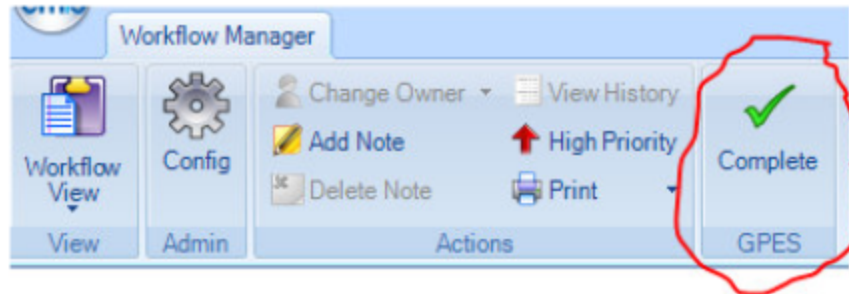 Workflow Manager
Workflow
View
View
Config
Admin
Change Owner
View History
Add Note
High Priority
Delete Note
Print
Actions
Complete
GPES